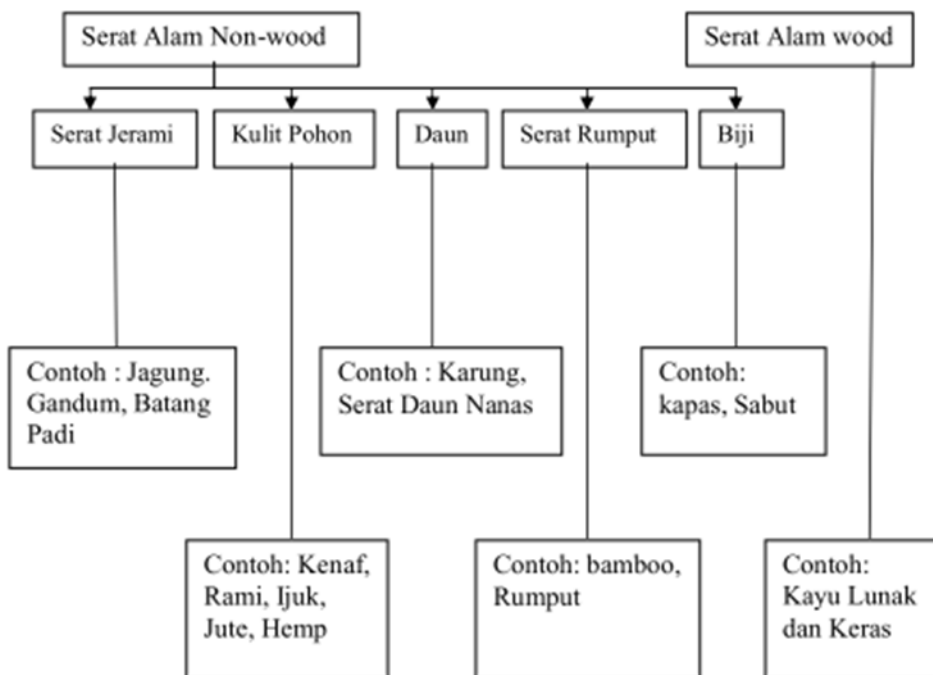 Serat Alam Non-wood
Serat Alam wood
Serat Jerami
Kulit Pohon
Daun
Serat Rumput
Biji
Contoh : Jagung.
Gandum, Batang
Padi
Contoh : Karung,
Serat Daun Nanas
Contoh:
kapas, Sabut
Contoh: Kenaf,
Rami, Ijuk,
Jute, Hemp
Contoh: bamboo,
Rumput
Contoh:
Kayu Lunak
dan Keras